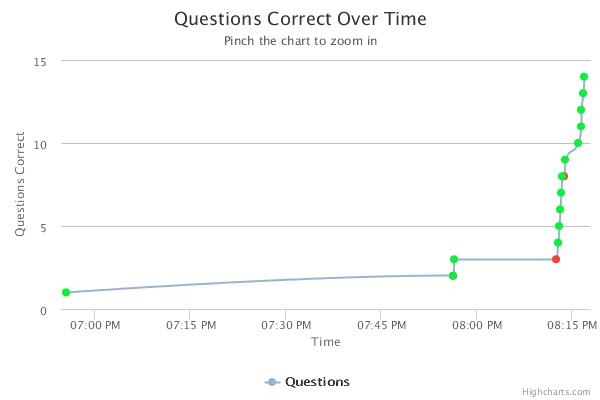 Questions Correct Over Time
Pinch the chart to zoom in
Questions Correct
15
10
5
0
07:00 PM 07:15 PM 07:30 PM 07:45 PM 08:00 PM 08:15 PM
Time
Questions
Highcharts.com